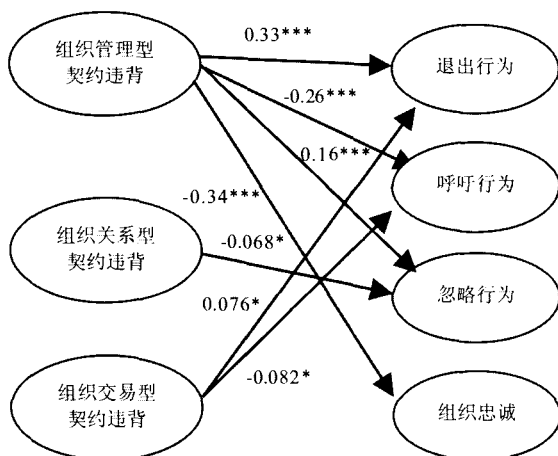 组织管理型
契约违背
0.33***
退出行为
-0.26***
0.16***
呼吁行为
-0.34***
组织关系型
契约违背
-0.068*
忽略行为
0.076*
组织交易型
契约违背
-0.082*
组织忠诚